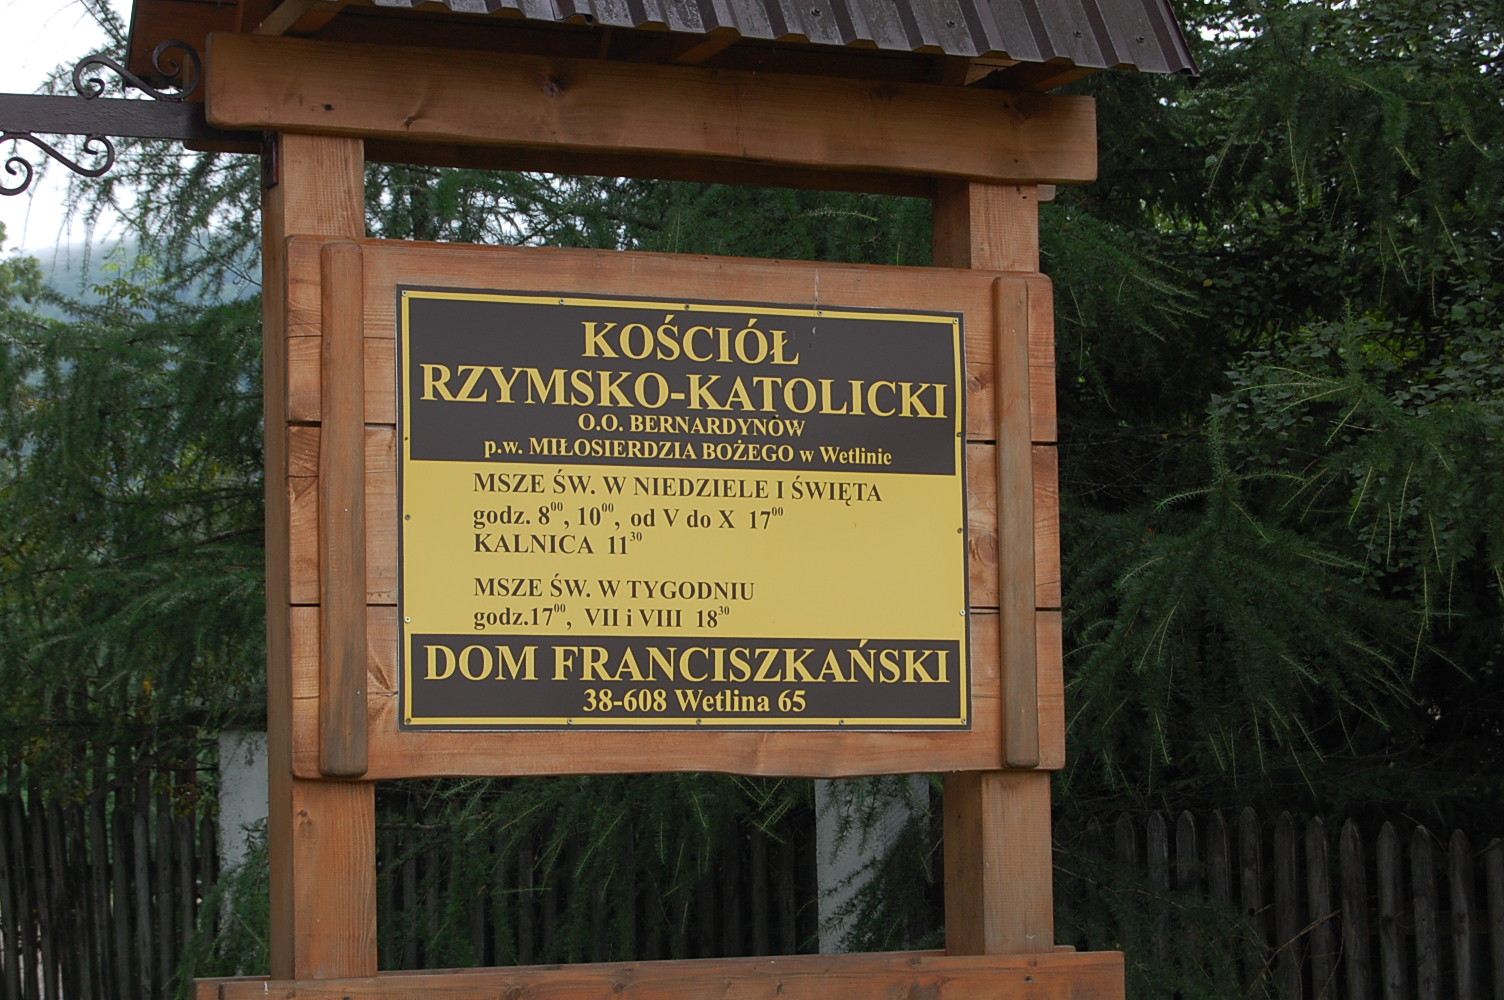 KOŚCIÓŁ
RZYMSKO-KATOLICKI
O.O. BERNARDYNÓW
p.w. MIŁOSIERDZIA BOŻEGO w Wetlinie
MSZE ŚW. W NIEDZIELE I ŚWIĘTA
godz. 8⁰⁰, 10⁰⁰, od V do X 17⁰⁰
KALNICA 11³⁰
MSZE ŚW. W TYGODNIU
godz.17⁰⁰, VII i VIII 18³⁰
DOM FRANCISZKAŃSKI
38-608 Wetlina 65